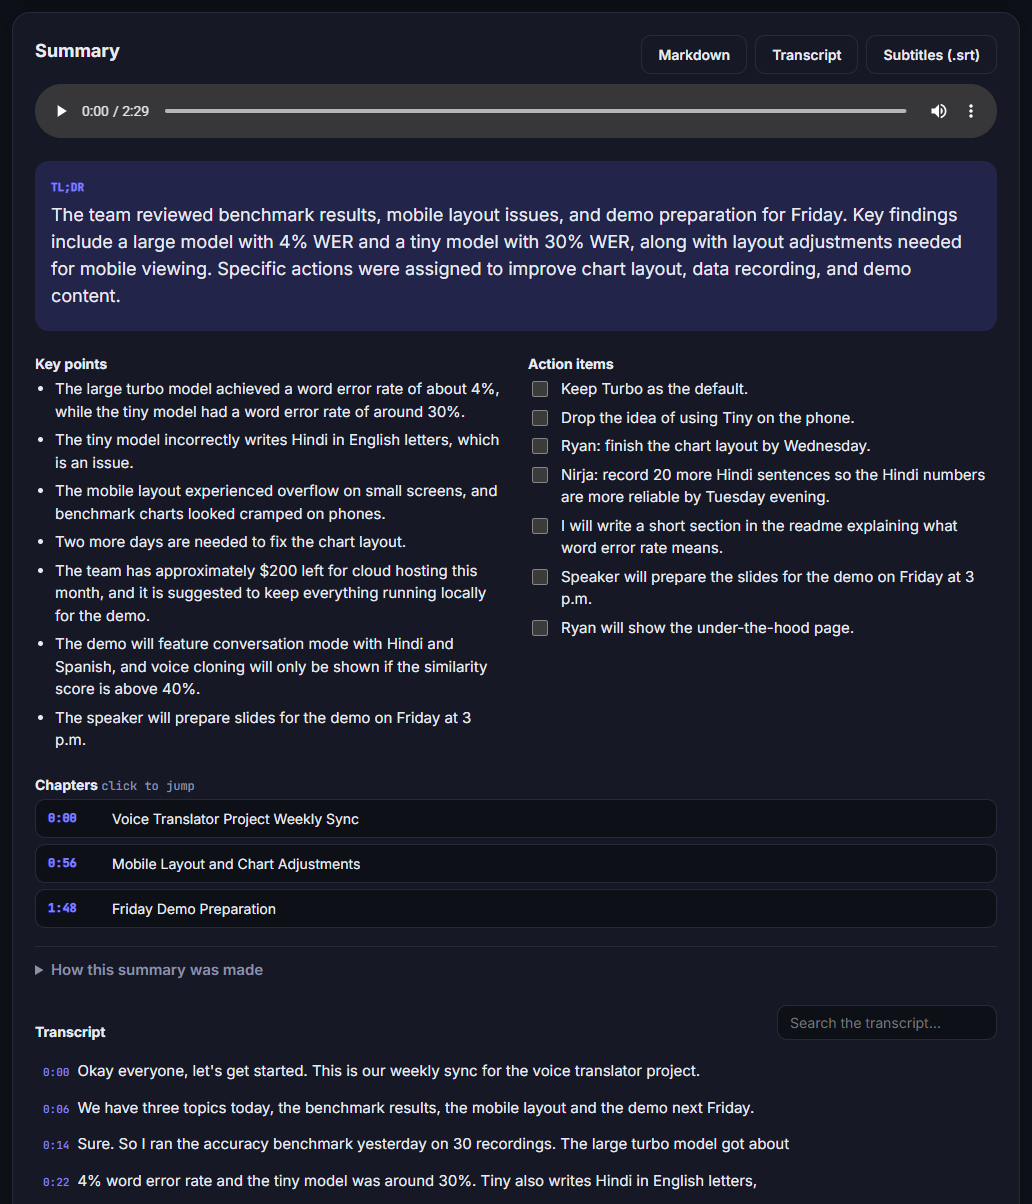 Summary
Markdown
Transcript
Subtitles (.srt)
0:00 / 2:29
TL;DR
The team reviewed benchmark results, mobile layout issues, and demo preparation for Friday. Key findings
include a large model with 4% WER and a tiny model with 30% WER, along with layout adjustments needed
for mobile viewing. Specific actions were assigned to improve chart layout, data recording, and demo
content.
Key points
• The large turbo model achieved a word error rate of about 4%,
while the tiny model had a word error rate of around 30%.
• The tiny model incorrectly writes Hindi in English letters, which
is an issue.
• The mobile layout experienced overflow on small screens, and
benchmark charts looked cramped on phones.
• Two more days are needed to fix the chart layout.
• The team has approximately $200 left for cloud hosting this
month, and it is suggested to keep everything running locally
for the demo.
• The demo will feature conversation mode with Hindi and
Spanish, and voice cloning will only be shown if the similarity
score is above 40%.
• The speaker will prepare slides for the demo on Friday at 3
p.m.
Action items
Keep Turbo as the default.
Drop the idea of using Tiny on the phone.
Ryan: finish the chart layout by Wednesday.
Nirja: record 20 more Hindi sentences so the Hindi numbers
are more reliable by Tuesday evening.
I will write a short section in the readme explaining what
word error rate means.
Speaker will prepare the slides for the demo on Friday at 3
p.m.
Ryan will show the under-the-hood page.
Chapters click to jump
0:00 Voice Translator Project Weekly Sync
0:56 Mobile Layout and Chart Adjustments
1:48 Friday Demo Preparation
How this summary was made
Transcript
Search the transcript...
0:00 Okay everyone, let's get started. This is our weekly sync for the voice translator project.
0:06 We have three topics today, the benchmark results, the mobile layout and the demo next Friday.
0:14 Sure. So I ran the accuracy benchmark yesterday on 30 recordings. The large turbo model got about
0:22 4% word error rate and the tiny model was around 30%. Tiny also writes Hindi in English letters,